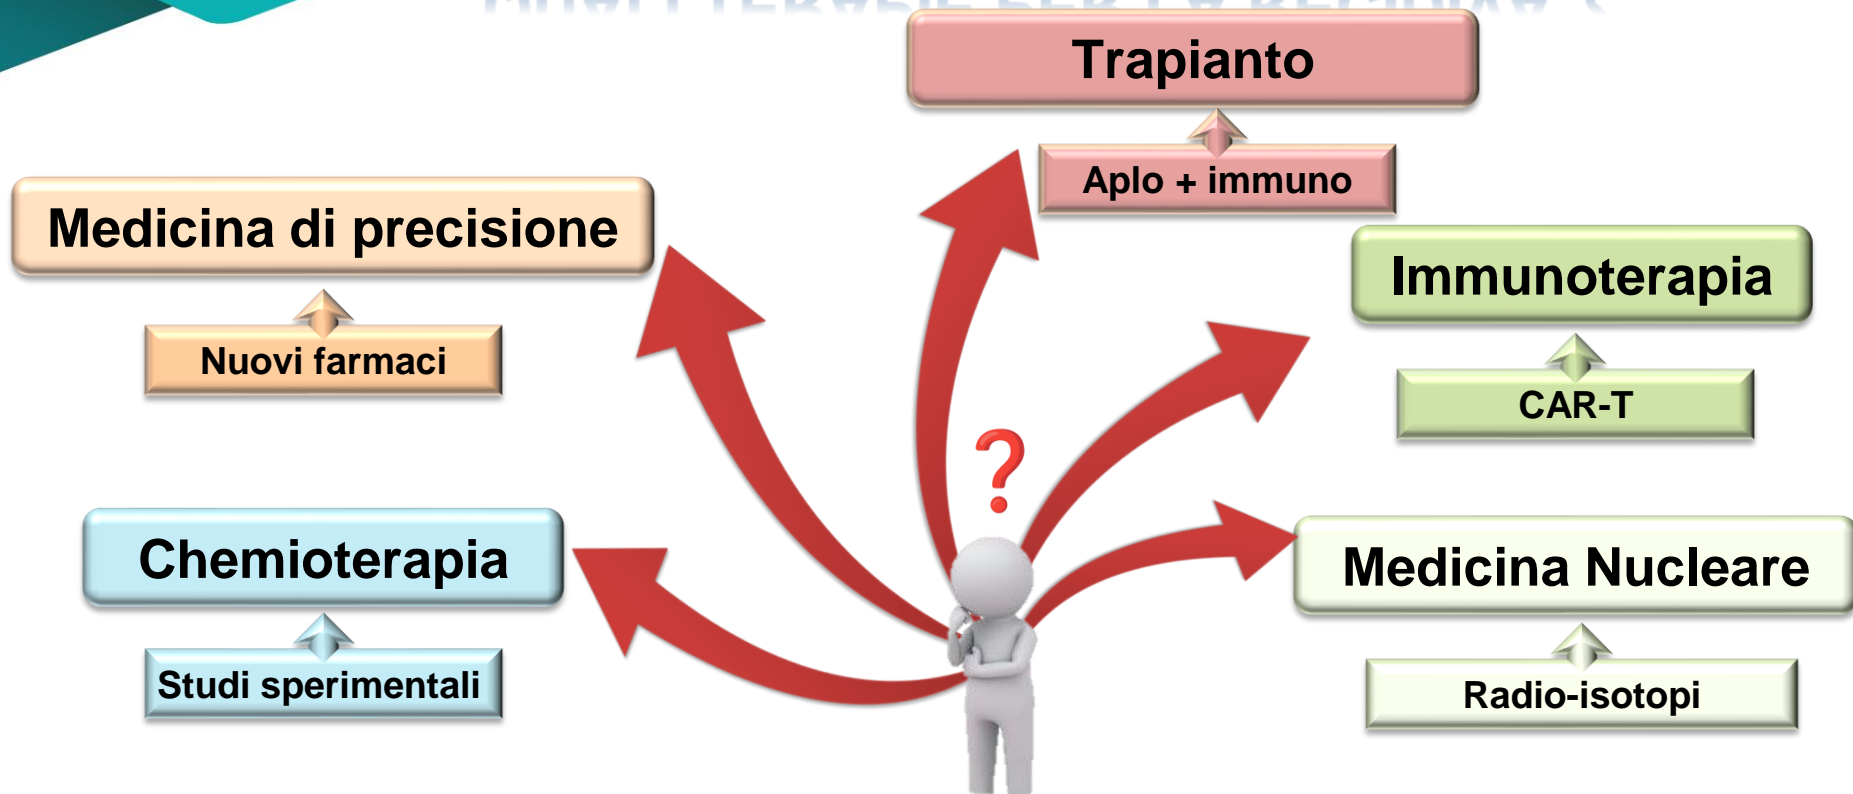 Trapianto
Aplo + immuno
Medicina di precisione
Nuovi farmaci
Immunoterapia
CAR-T
?
Chemioterapia
Studi sperimentali
Medicina Nucleare
Radio-isotopi